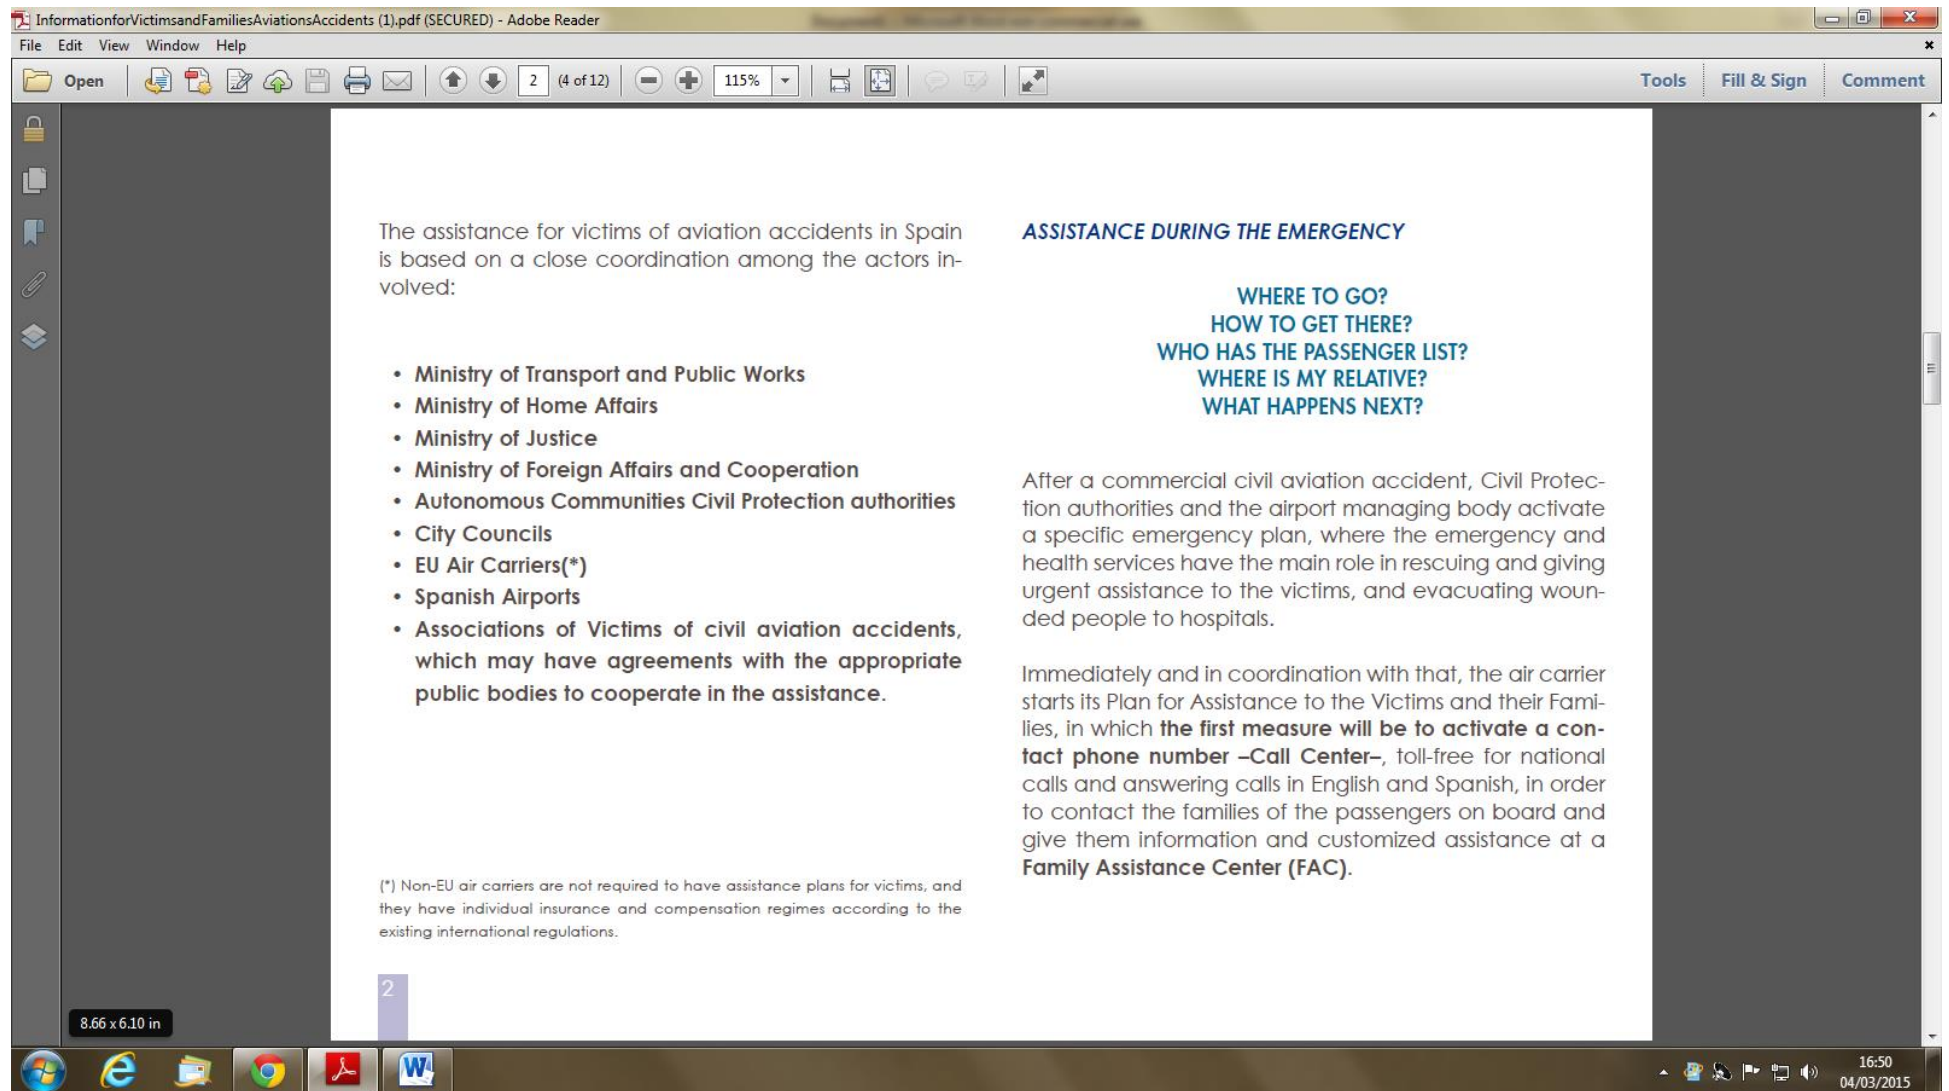 InformationforVictimsandFamiliesAviationsAccidents (1).pdf (SECURED) - Adobe Reader
File Edit View Window Help
Open 2 (4 of 12) 115% Tools Fill & Sign Comment
The assistance for victims of aviation accidents in Spain
is based on a close coordination among the actors in-
volved:
• Ministry of Transport and Public Works
• Ministry of Home Affairs
• Ministry of Justice
• Ministry of Foreign Affairs and Cooperation
• Autonomous Communities Civil Protection authorities
• City Councils
• EU Air Carriers(*)
• Spanish Airports
• Associations of Victims of civil aviation accidents,
which may have agreements with the appropriate
public bodies to cooperate in the assistance.
(*) Non-EU air carriers are not required to have assistance plans for victims, and
they have individual insurance and compensation regimes according to the
existing international regulations.
2
ASSISTANCE DURING THE EMERGENCY
WHERE TO GO?
HOW TO GET THERE?
WHO HAS THE PASSENGER LIST?
WHERE IS MY RELATIVE?
WHAT HAPPENS NEXT?
After a commercial civil aviation accident, Civil Protec-
tion authorities and the airport managing body activate
a specific emergency plan, where the emergency and
health services have the main role in rescuing and giving
urgent assistance to the victims, and evacuating woun-
ded people to hospitals.
Immediately and in coordination with that, the air carrier
starts its Plan for Assistance to the Victims and their Fami-
lies, in which the first measure will be to activate a con-
tact phone number –Call Center–, toll-free for national
calls and answering calls in English and Spanish, in order
to contact the families of the passengers on board and
give them information and customized assistance at a
Family Assistance Center (FAC).
8.66 x 6.10 in
16:50
04/03/2015